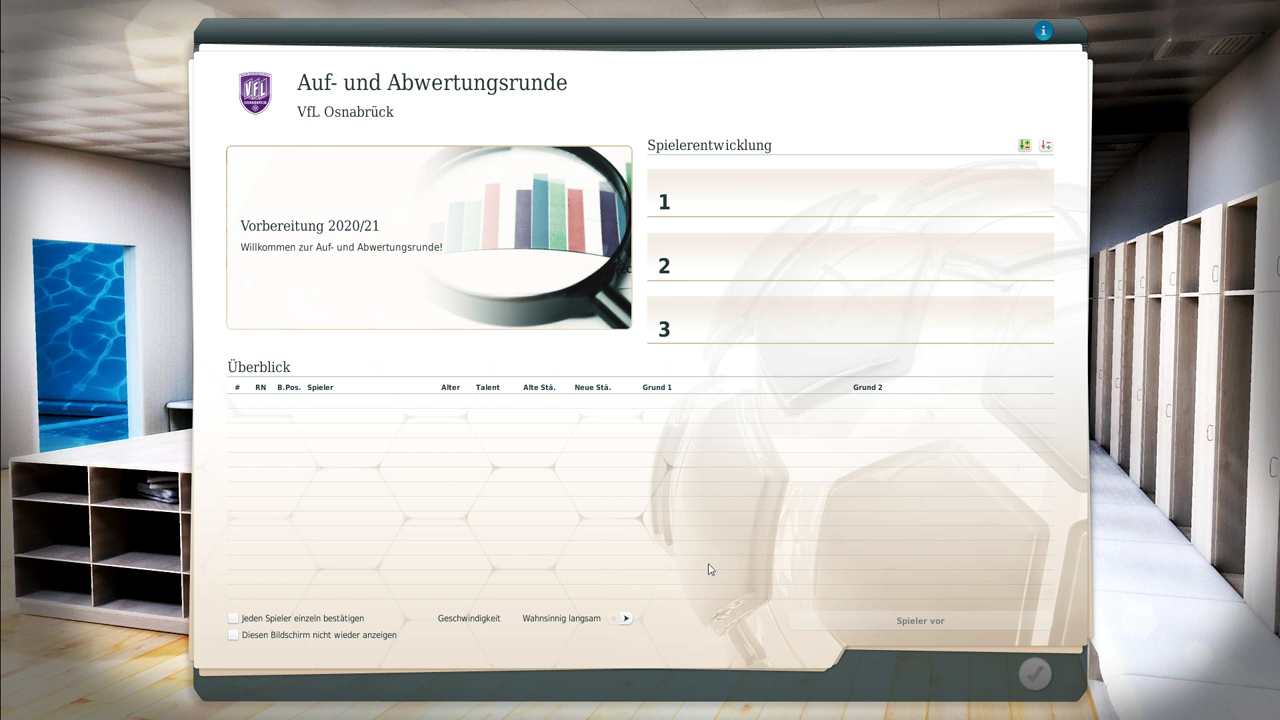 i
VfL
OSNABRÜCK
Auf- und Abwertungsrunde
VfL Osnabrück
Spielerentwicklung
Vorbereitung 2020/21
Willkommen zur Auf- und Abwertungsrunde!
1
2
3
Überblick
# RN B.Pos. Spieler Alter Talent Alte Stä. Neue Stä. Grund 1 Grund 2
Jeden Spieler einzeln bestätigen Geschwindigkeit Wahnsinnig langsam
Diesen Bildschirm nicht wieder anzeigen
Spieler vor